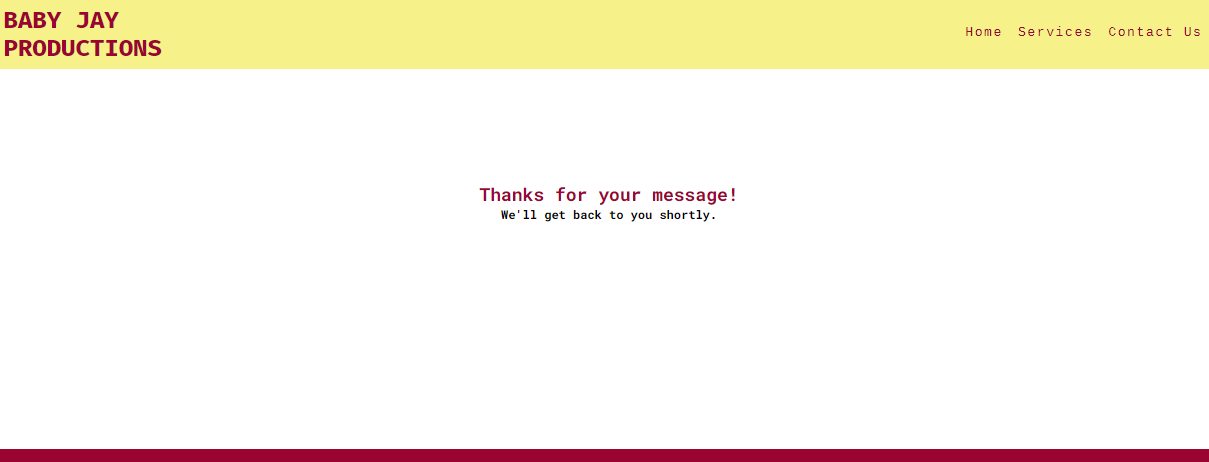 BABY JAY
PRODUCTIONS
Home Services Contact Us
Thanks for your message!
We'll get back to you shortly.